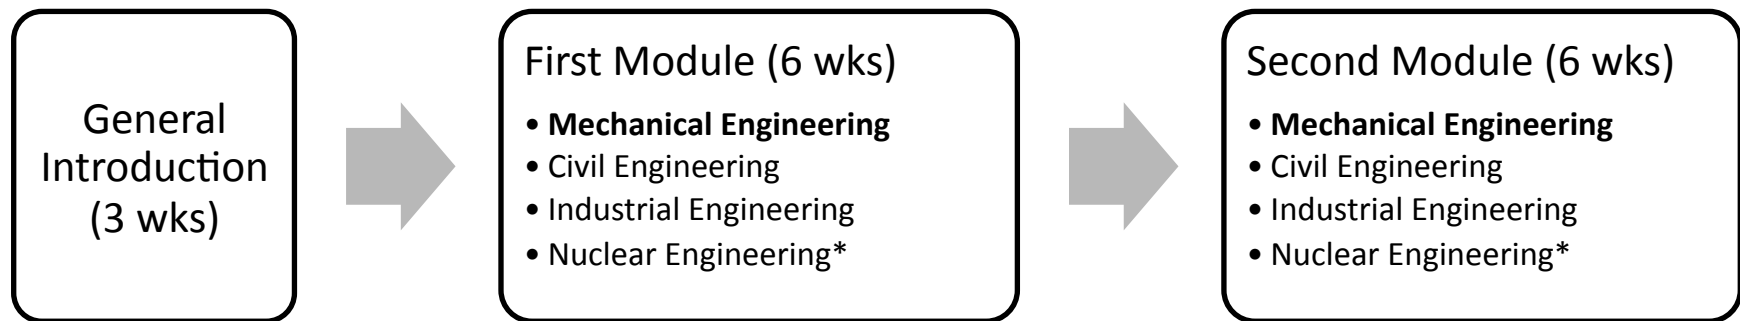 General
Introduction
(3 wks)
First Module (6 wks)
• Mechanical Engineering
• Civil Engineering
• Industrial Engineering
• Nuclear Engineering*
Second Module (6 wks)
• Mechanical Engineering
• Civil Engineering
• Industrial Engineering
• Nuclear Engineering*